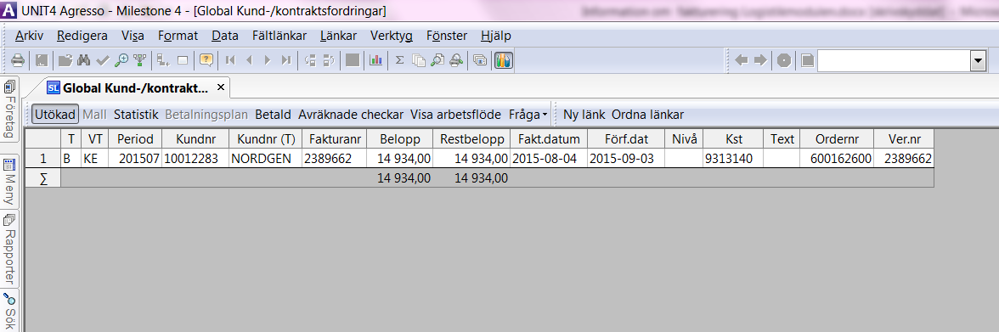 UNIT4 Agresso - Milestone 4 - [Global Kund-/kontraktsfordringar]
Arkiv Redigera Visa Format Data Fältlänkar Länkar Verktyg Fönster Hjälp
SL Global Kund-/kontrakt...
Utökad Mall Statistik Betalningsplan Betald Avräknade checkar Visa arbetsflöde Fråga Ny länk Ordna länkar
T VT Period Kundnr Kundnr (T) Fakturanr Belopp Restbelopp Fakt.datum Förf.dat Nivå Kst Text Ordernr Ver.nr
1 B KE 201507 10012283 NORDGEN 2389662 14 934,00 14 934,00 2015-08-04 2015-09-03 9313140 600162600 2389662
∑ 14 934,00 14 934,00
Företag
Meny
Rapporter
Sök